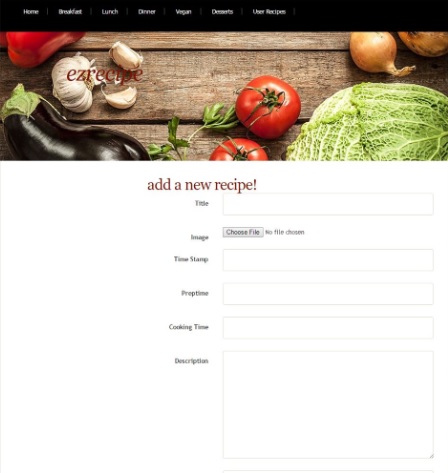 Home Breakfast Lunch Dinner Vegan Desserts User Recipes
ezrecipe
add a new recipe!
Title
Image Choose File No file chosen
Time Stamp
Preptime
Cooking Time
Description